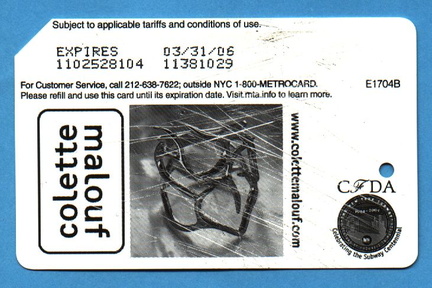 Subject to applicable tariffs and conditions of use.
EXPIRES 03/31/06
1102528104 11381029
For Customer Service, call 212-638-7622; outside NYC 1-800-METROCARD. E1704B
Please refill and use this card until its expiration date. Visit mta.info to learn more.
colette
malouf
www.colettemalouf.com
CFDA
1904-2004
Celebrating the Subway Centennial